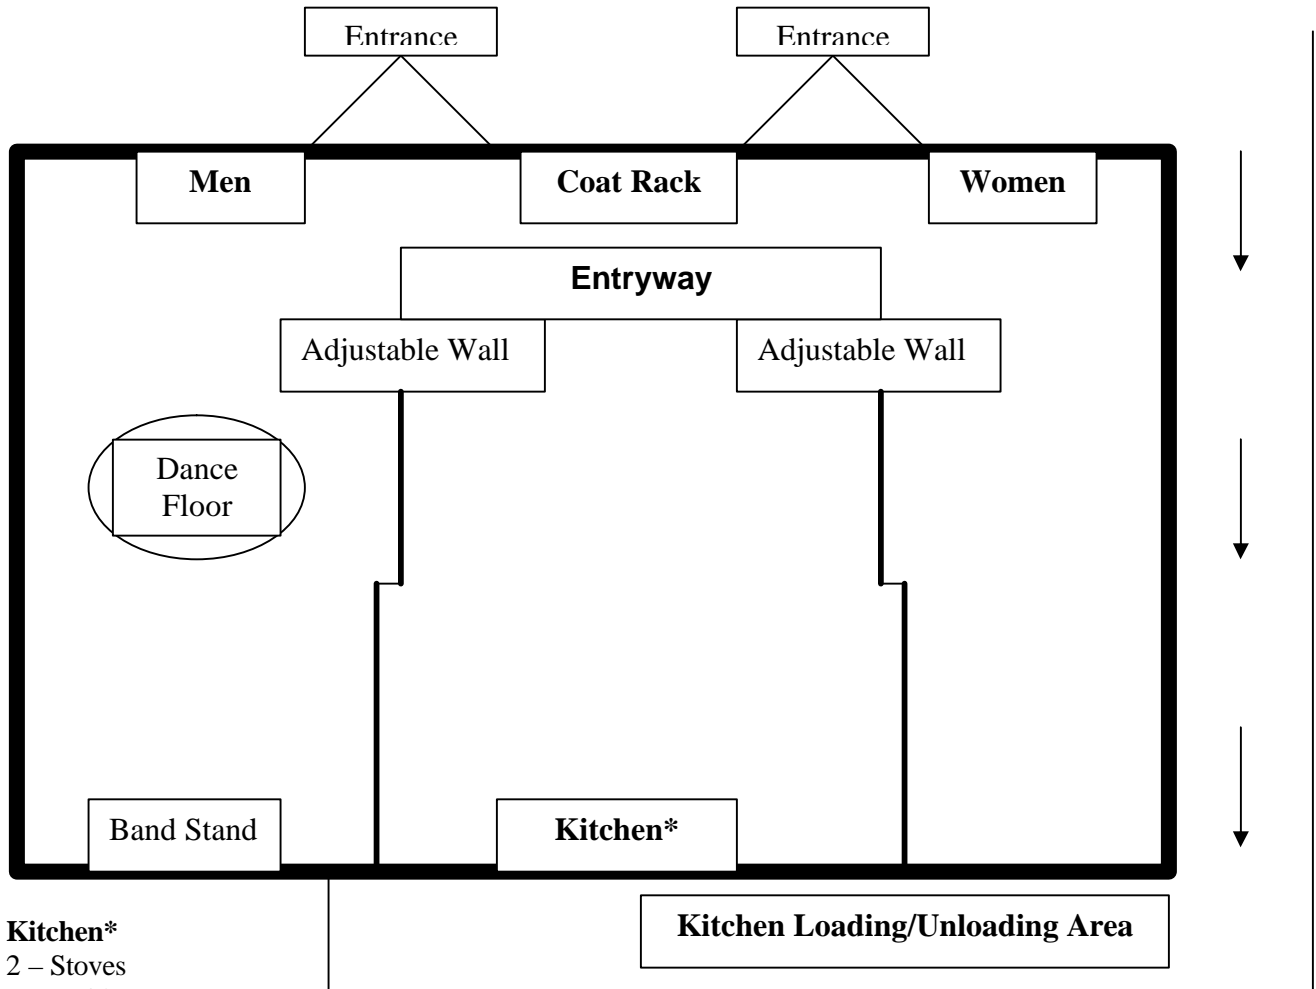 Entrance Entrance
Men Coat Rack Women
Entryway
Adjustable Wall Adjustable Wall
Dance
Floor
Band Stand Kitchen*
Kitchen Loading/Unloading Area
Kitchen*
2 – Stoves